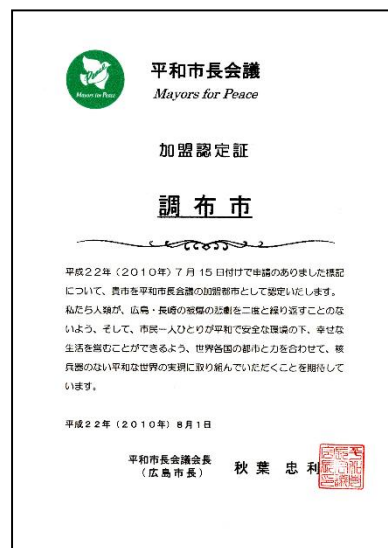 平和市長会議
Mayors for Peace
Mayors for Peace
加盟認定証
調布市
平成22年(2010年)7月15日付けで申請のありました標記
について、貴市を平和市長会議の加盟都市として認定いたします。
私たち人類が、広島・長崎の被爆の悲劇を二度と繰り返すことのな
いよう、そして、市民一人ひとりが平和で安全な環境の下、幸せな
生活を営むことができるよう、世界各国の都市と力を合わせて、核
兵器のない平和な世界の実現に取り組んでいただくことを期待して
います。
平成22年(2010年)8月1日
平和市長会議会長
(広島市長)
秋葉忠利